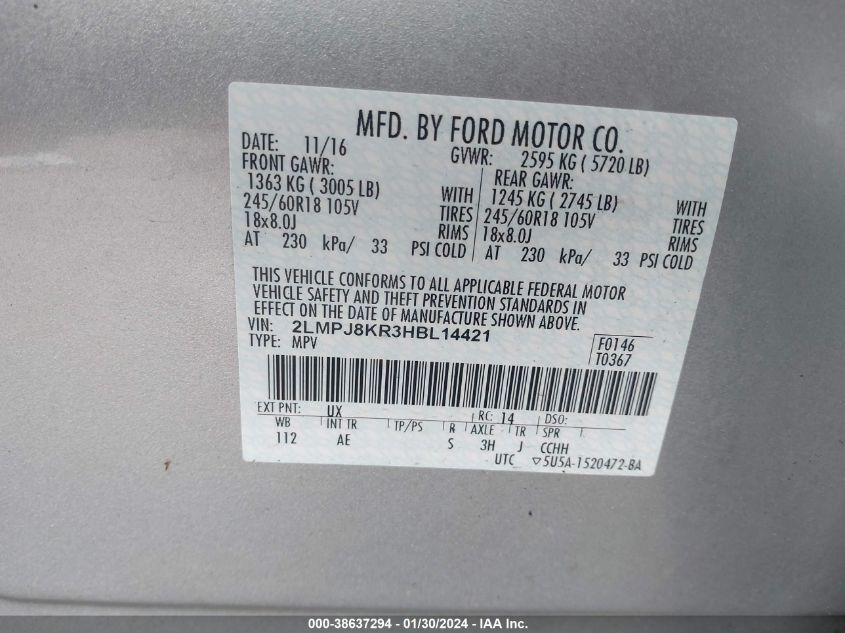 MFD. BY FORD MOTOR CO.
DATE: 11/16 GVWR: 2595 KG ( 5720 LB)
FRONT GAWR: REAR GAWR:
1363 KG ( 3005 LB) WITH 1245 KG ( 2745 LB) WITH
245/60R18 105V TIRES 245/60R18 105V TIRES
18x8.0J RIMS 18x8.0J RIMS
AT 230 kPa/ 33 PSI COLD AT 230 kPa/ 33 PSI COLD
THIS VEHICLE CONFORMS TO ALL APPLICABLE FEDERAL MOTOR
VEHICLE SAFETY AND THEFT PREVENTION STANDARDS IN
EFFECT ON THE DATE OF MANUFACTURE SHOWN ABOVE.
VIN: 2LMPJ8KR3HBL14421 F0146
TYPE: MPV T0367
EXT PNT: UX RC: 14 DSO:
WB INT TR TP/PS R AXLE TR SPR
112 AE S 3H J CCHH
UTC ▽5U5A-1520472-BA
000-38637294 - 01/30/2024 - IAA Inc.